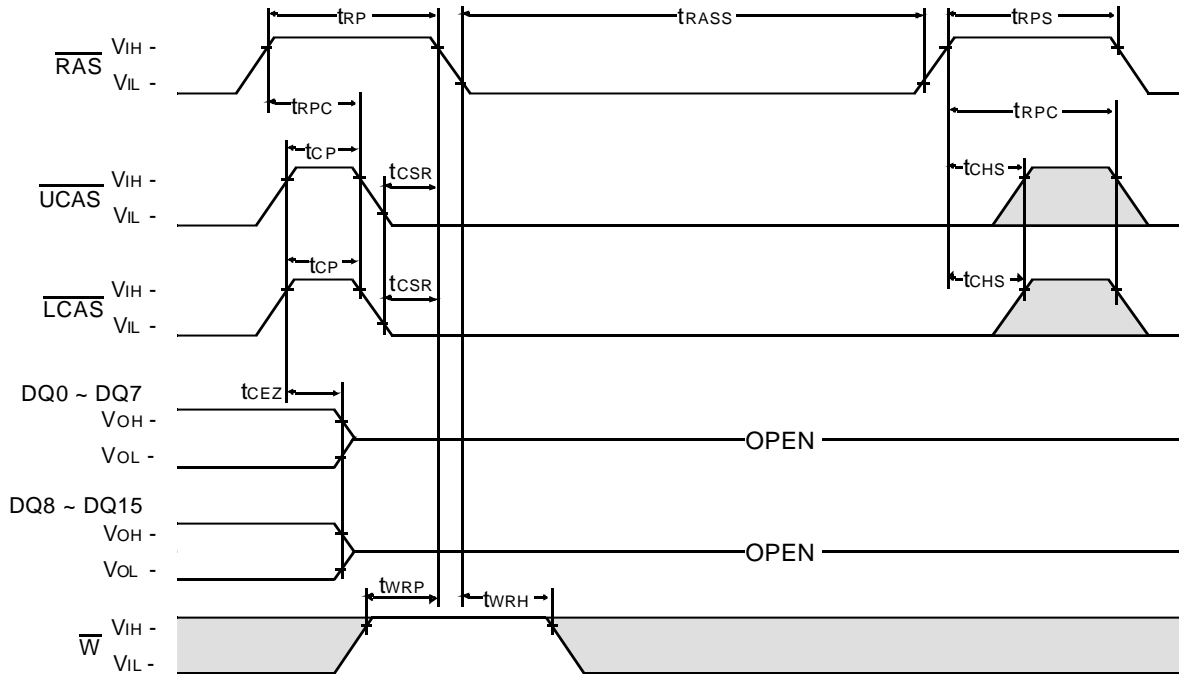 tRP
tRASS
tRPS
RAS
VIH -
VIL -
tRPC
tRPC
tCP
tCSR
tCHS
UCAS
VIH -
VIL -
tCP
tCSR
tCHS
LCAS
VIH -
VIL -
tCEZ
DQ0 ~ DQ7
VOH -
VOL -
OPEN
DQ8 ~ DQ15
VOH -
VOL -
OPEN
tWRP
tWRH
W
VIH -
VIL -